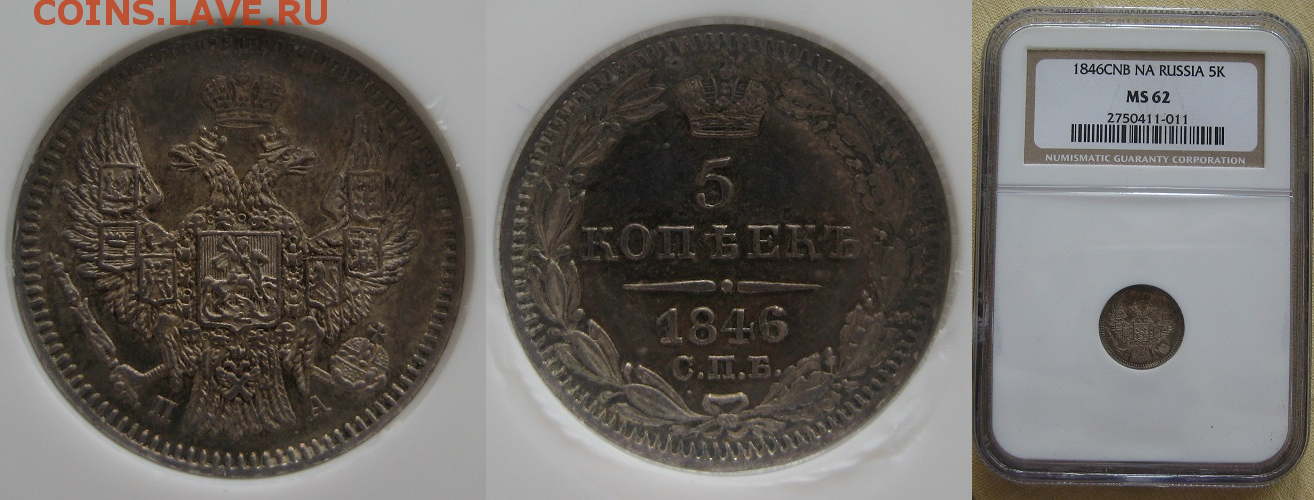 COINS.LAVE.RU
П А
5
КОПѢЕКЪ
1846
С.П.Б.
1846CNB NA RUSSIA 5K
MS 62
2750411-011
NUMISMATIC GUARANTY CORPORATION